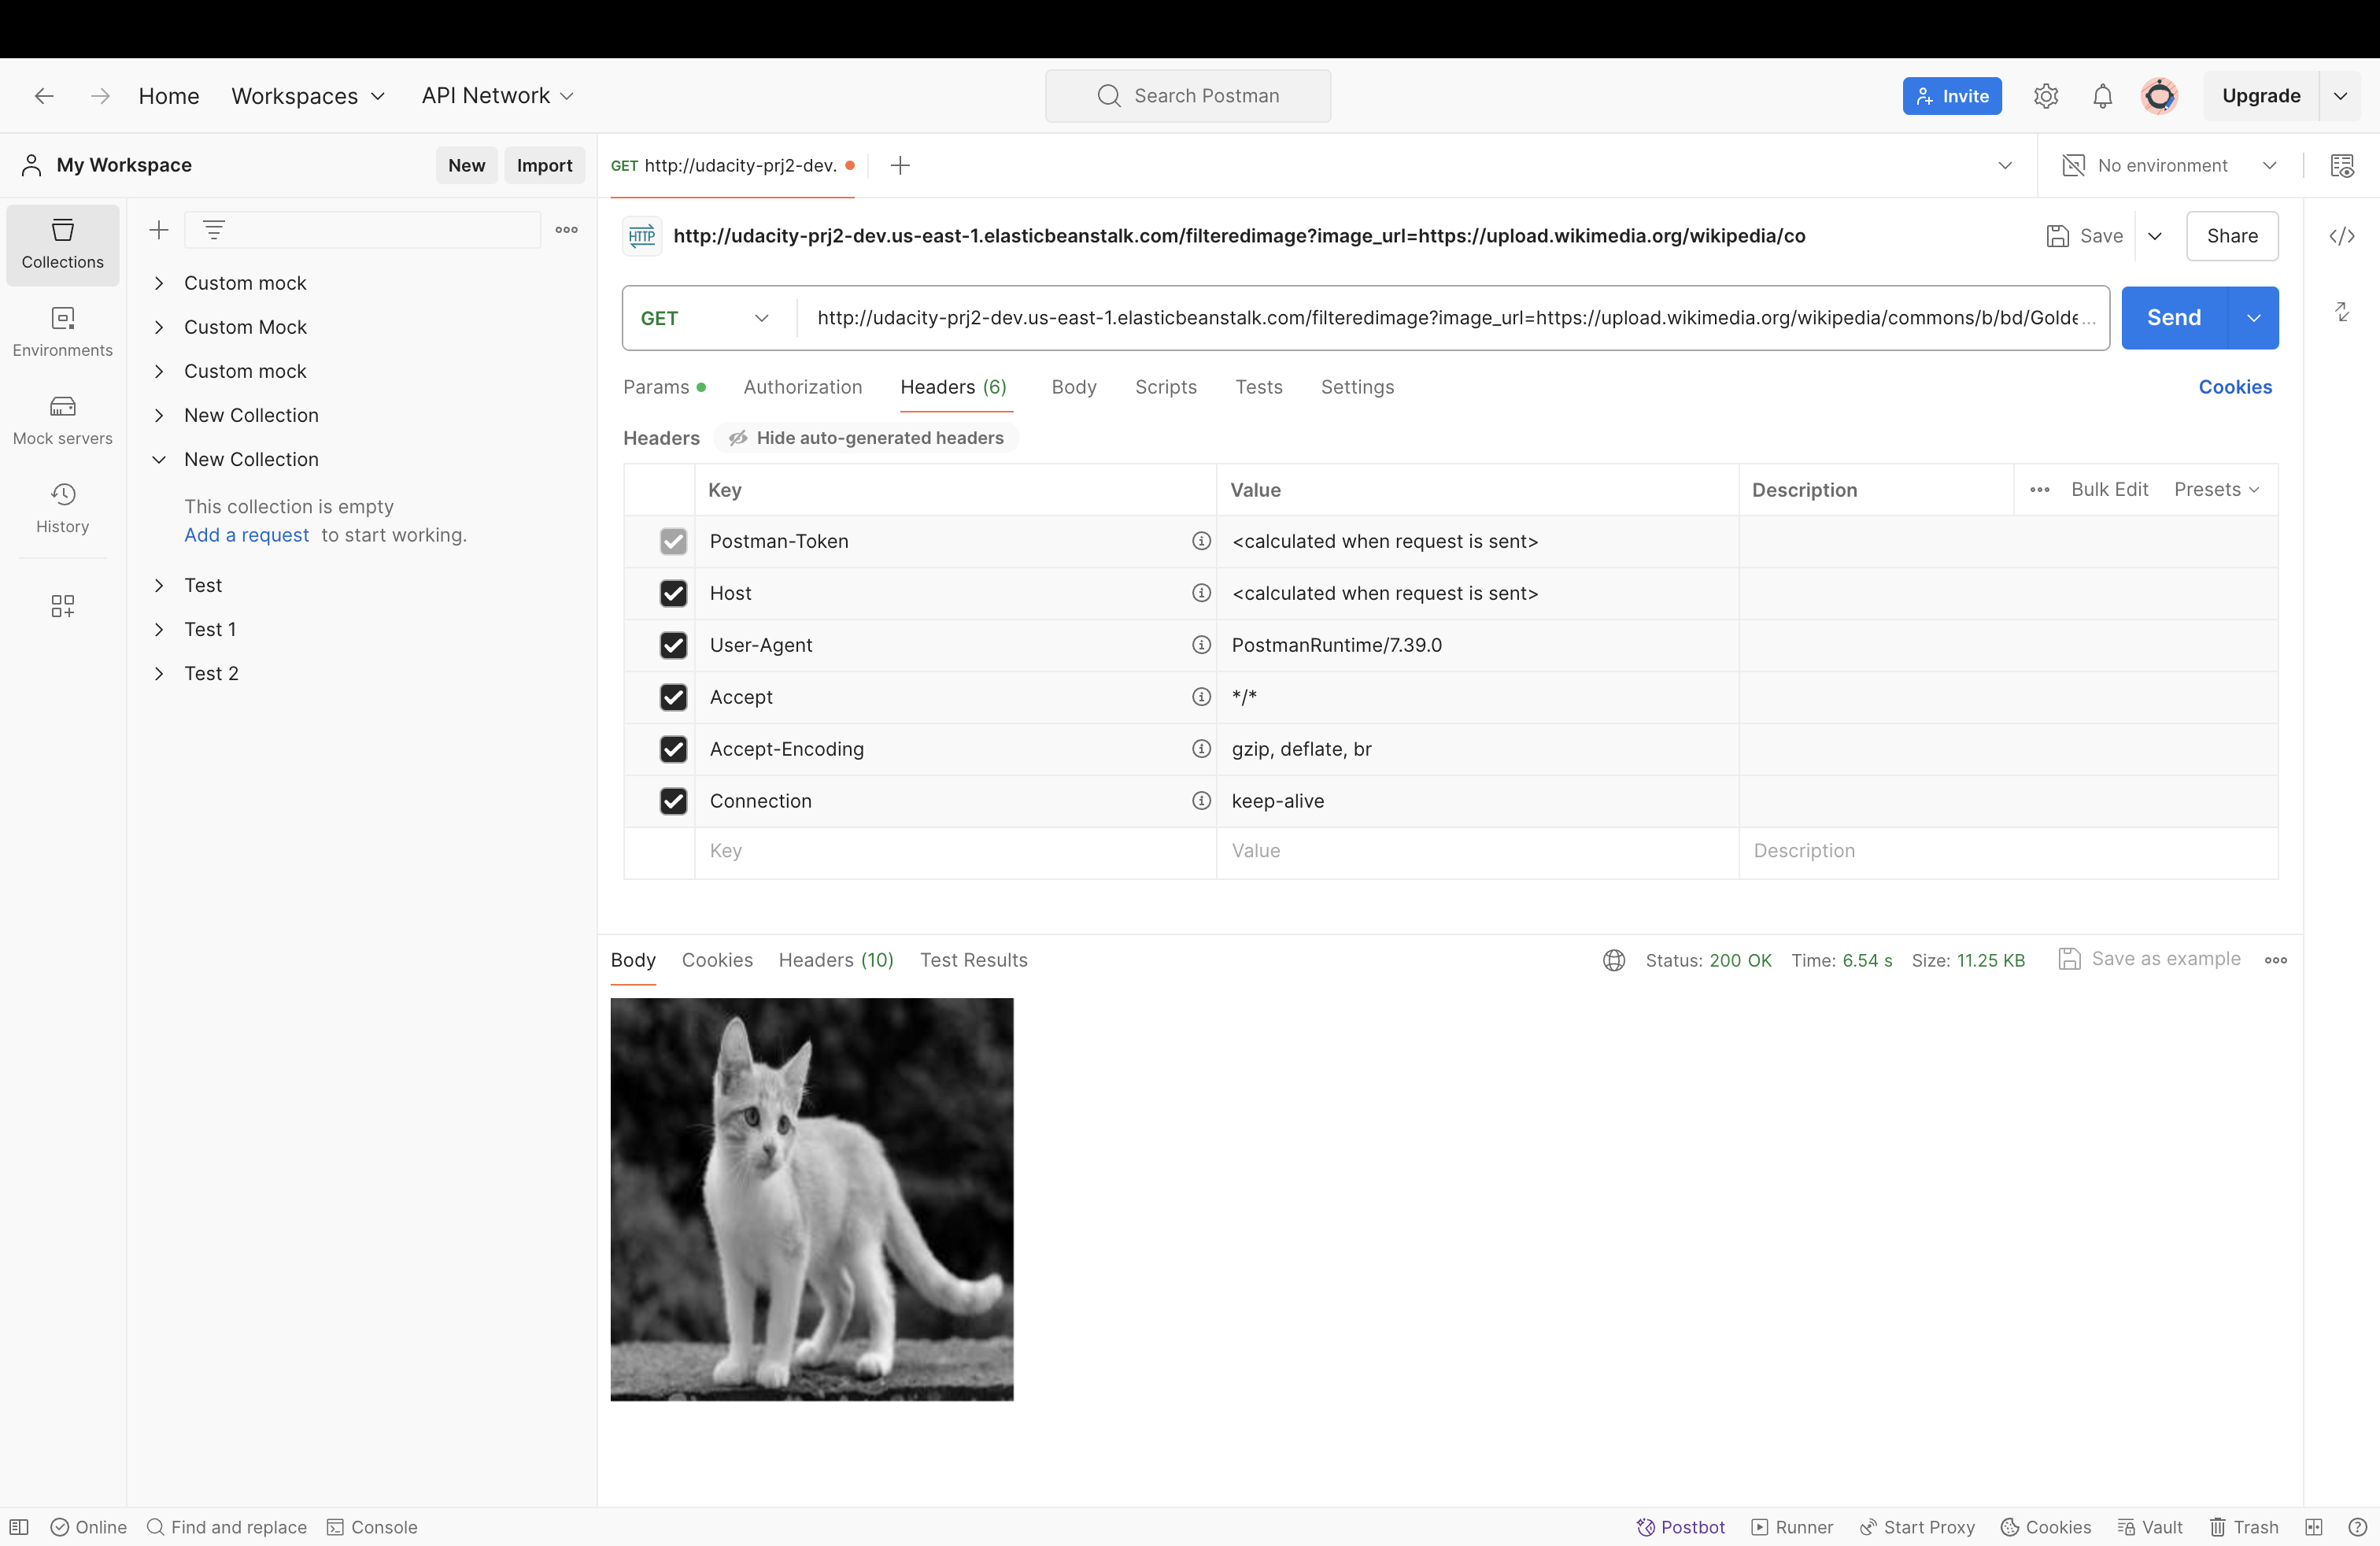 Home Workspaces API Network Search Postman Invite Upgrade
My Workspace New Import GET http://udacity-prj2-dev. No environment
HTTP http://udacity-prj2-dev.us-east-1.elasticbeanstalk.com/filteredimage?image_url=https://upload.wikimedia.org/wikipedia/co Save Share
Collections
Environments
Mock servers
History
Custom mock
Custom Mock
Custom mock
New Collection
New Collection
This collection is empty
Add a request to start working.
Test
Test 1
Test 2
GET http://udacity-prj2-dev.us-east-1.elasticbeanstalk.com/filteredimage?image_url=https://upload.wikimedia.org/wikipedia/commons/b/bd/Golde... Send
Params Authorization Headers (6) Body Scripts Tests Settings Cookies
Headers Hide auto-generated headers
Key Value Description Bulk Edit Presets
Postman-Token <calculated when request is sent>
Host <calculated when request is sent>
User-Agent PostmanRuntime/7.39.0
Accept */*
Accept-Encoding gzip, deflate, br
Connection keep-alive
Key Value Description
Body Cookies Headers (10) Test Results Status: 200 OK Time: 6.54 s Size: 11.25 KB Save as example
Online Find and replace Console Postbot Runner Start Proxy Cookies Vault Trash